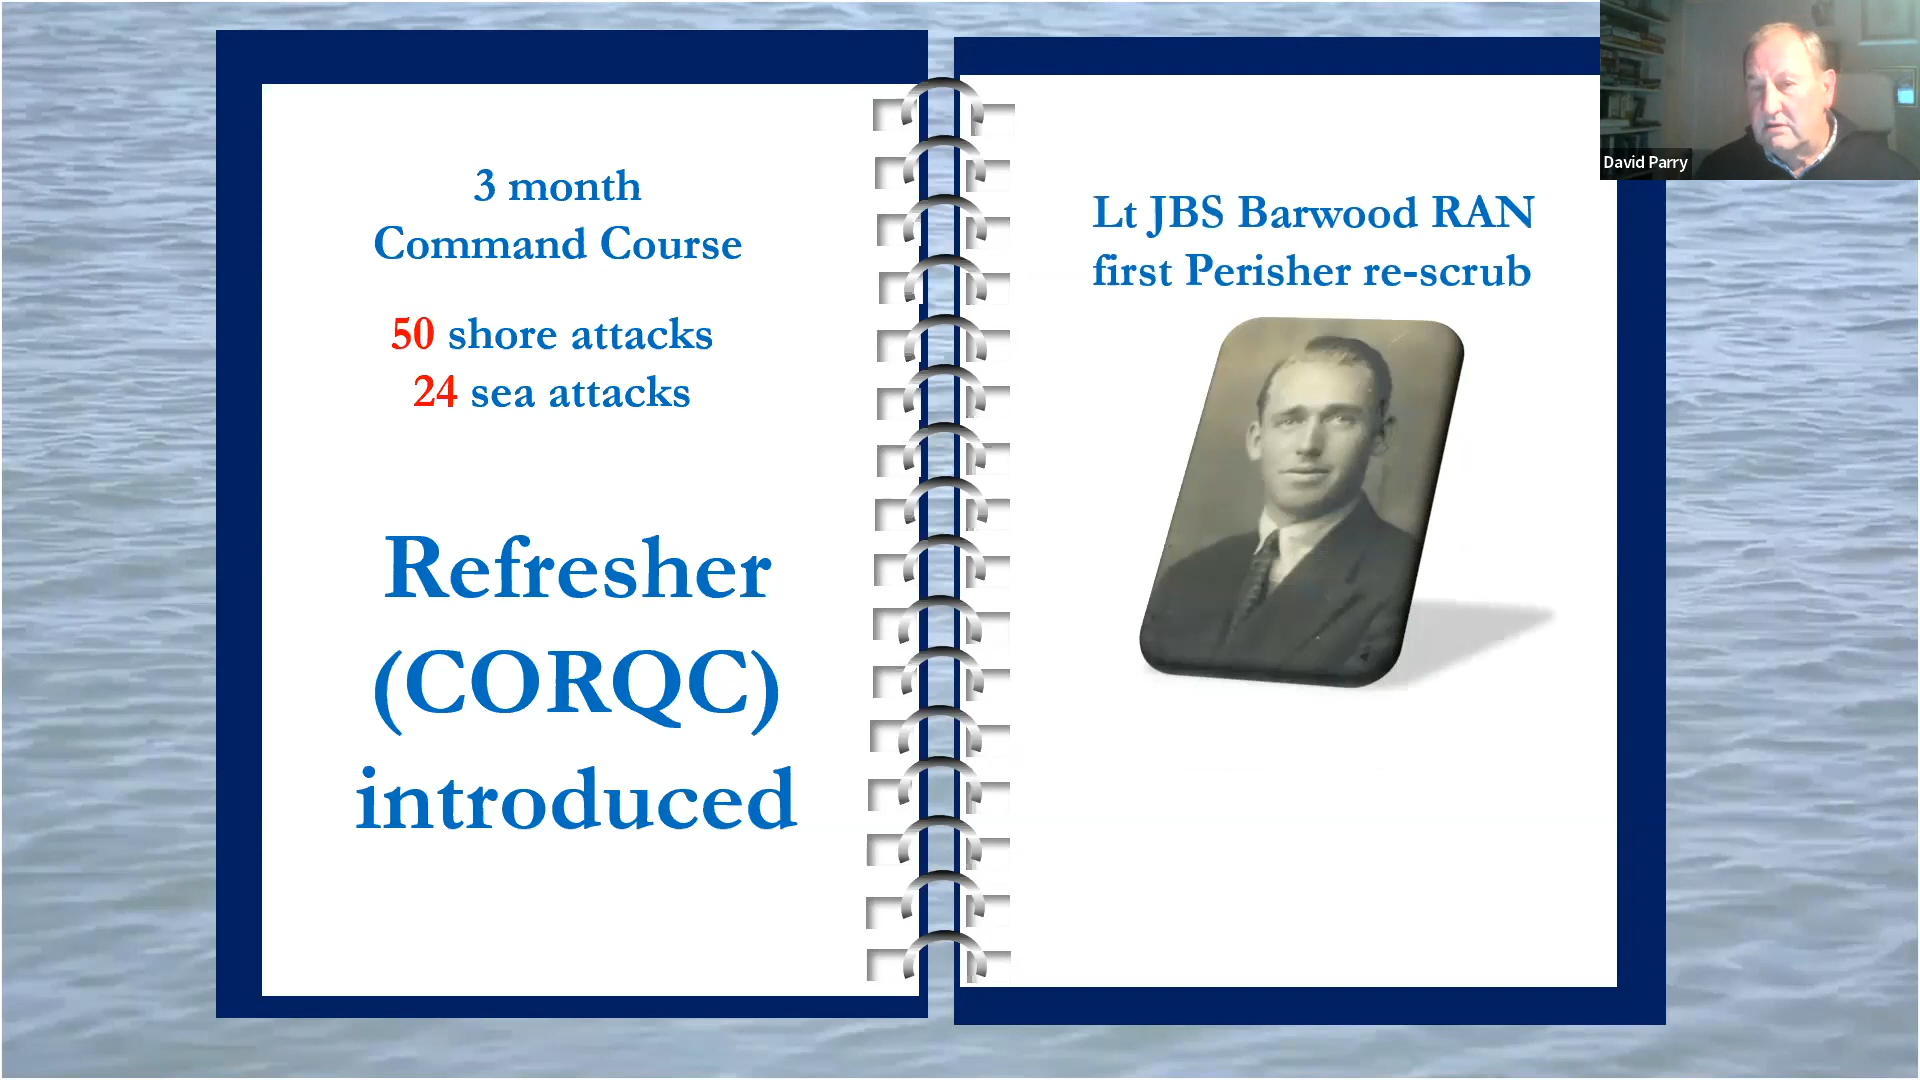 3 month
Command Course
50 shore attacks
24 sea attacks
Refresher
(CORQC)
introduced
Lt JBS Barwood RAN
first Perisher re-scrub
David Parry